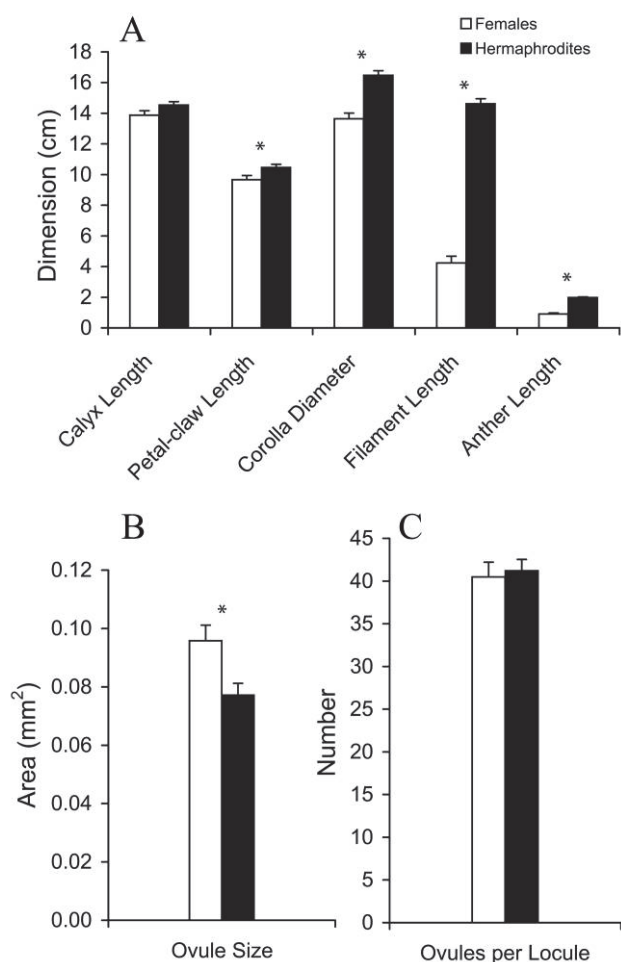 A
Females
Hermaphrodites
Dimension (cm)
18
16
14
12
10
8
6
4
2
0
*
*
*
*
Calyx Length
Petal-claw Length
Corolla Diameter
Filament Length
Anther Length
B
Area (mm²)
0.12
0.10
0.08
0.06
0.04
0.02
0.00
*
Ovule Size
C
Number
45
40
35
30
25
20
15
10
5
0
Ovules per Locule